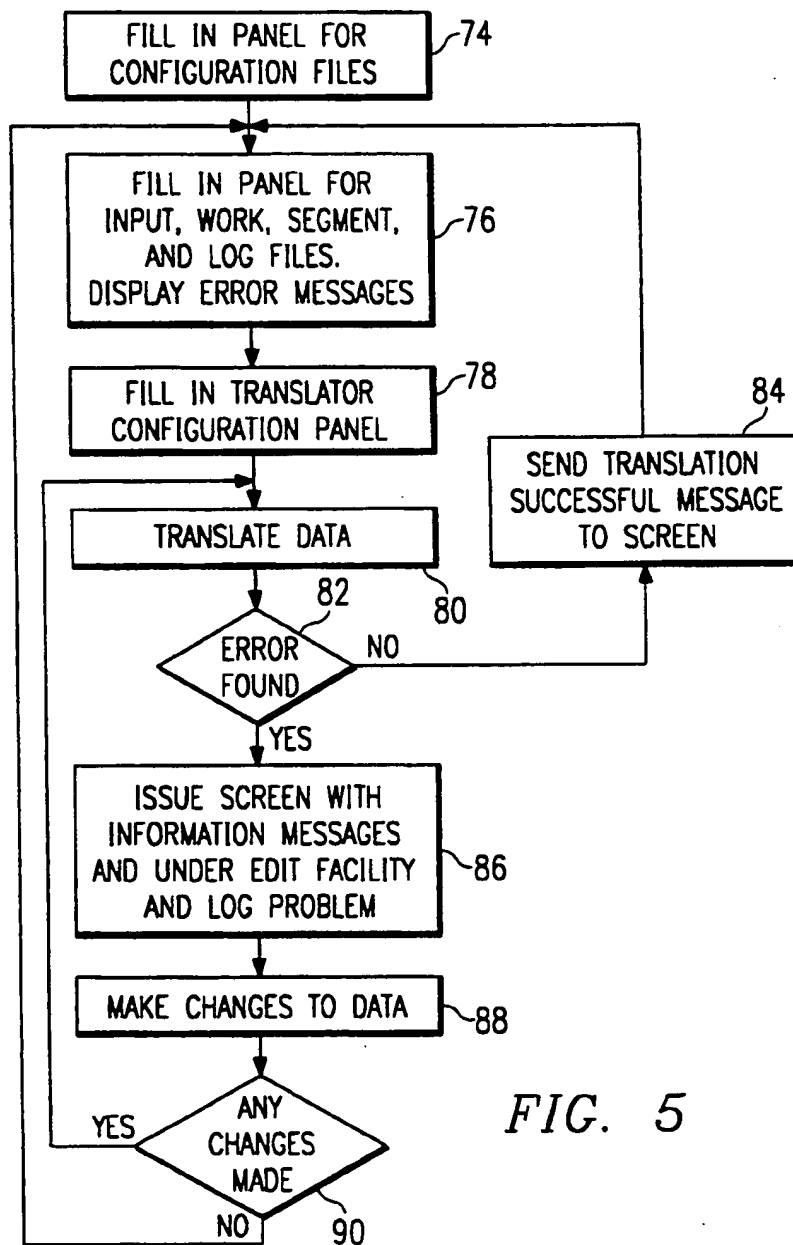 FILL IN PANEL FOR
CONFIGURATION FILES
74
FILL IN PANEL FOR
INPUT, WORK, SEGMENT,
AND LOG FILES.
DISPLAY ERROR MESSAGES
76
FILL IN TRANSLATOR
CONFIGURATION PANEL
78
84
SEND TRANSLATION
SUCCESSFUL MESSAGE
TO SCREEN
TRANSLATE DATA
80
82
ERROR
FOUND
NO
YES
ISSUE SCREEN WITH
INFORMATION MESSAGES
AND UNDER EDIT FACILITY
AND LOG PROBLEM
86
MAKE CHANGES TO DATA
88
ANY
CHANGES
MADE
YES
NO
90
FIG. 5